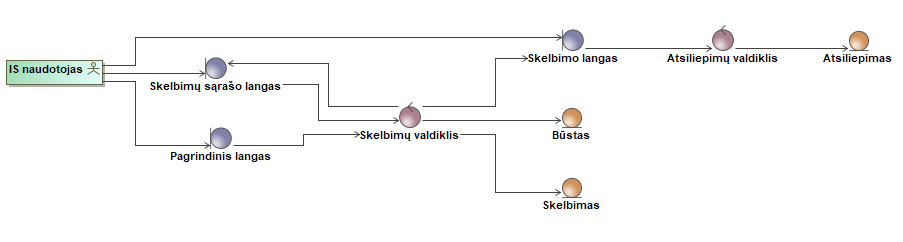 IS naudotojas
Skelbimo langas
Atsiliepimų valdiklis
Atsiliepimas
Skelbimų sąrašo langas
Skelbimų valdiklis
Būstas
Pagrindinis langas
Skelbimas